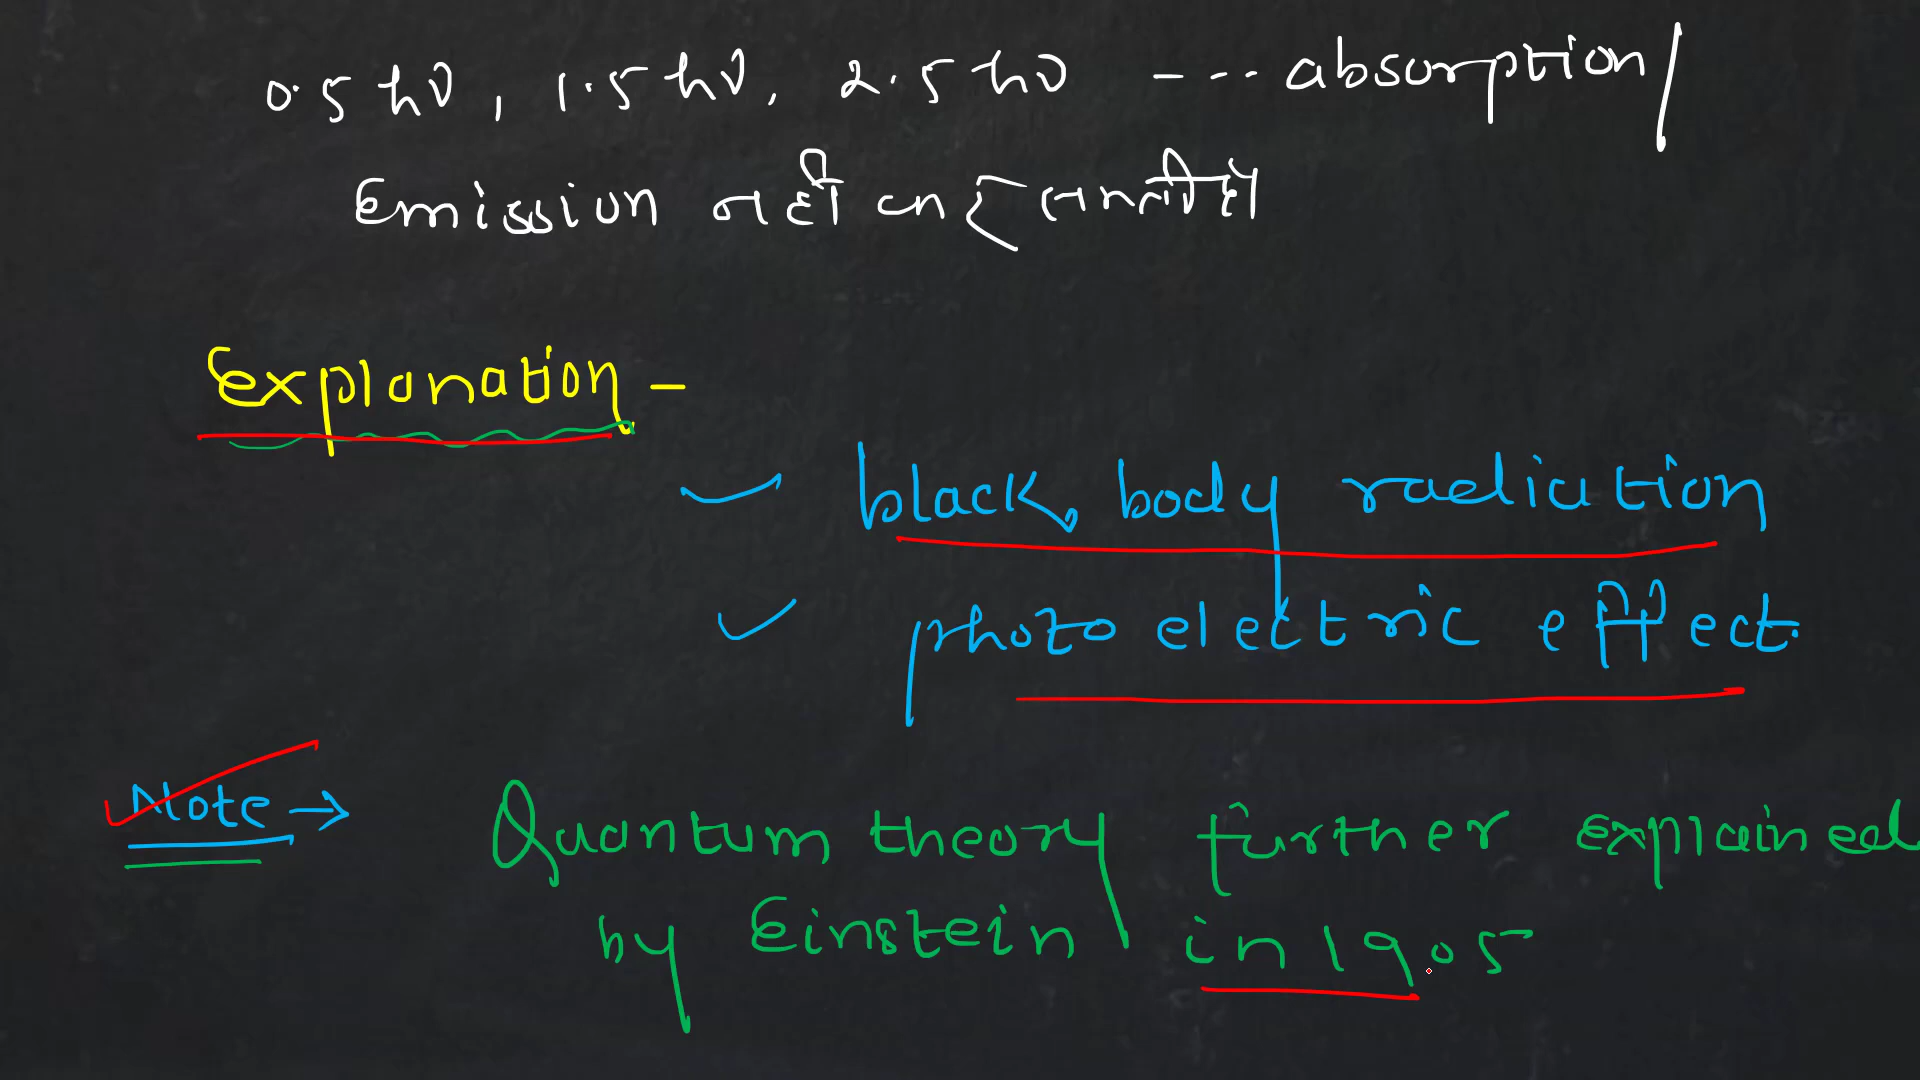 0.5 hν, 1.5 hν, 2.5 hν --- absorption/
Emission नहीं कर सकती है
Explanation -
✓ black body radiation
✓ photo electric effect.
Note → Quantum theory further explained
by Einstein in 1905